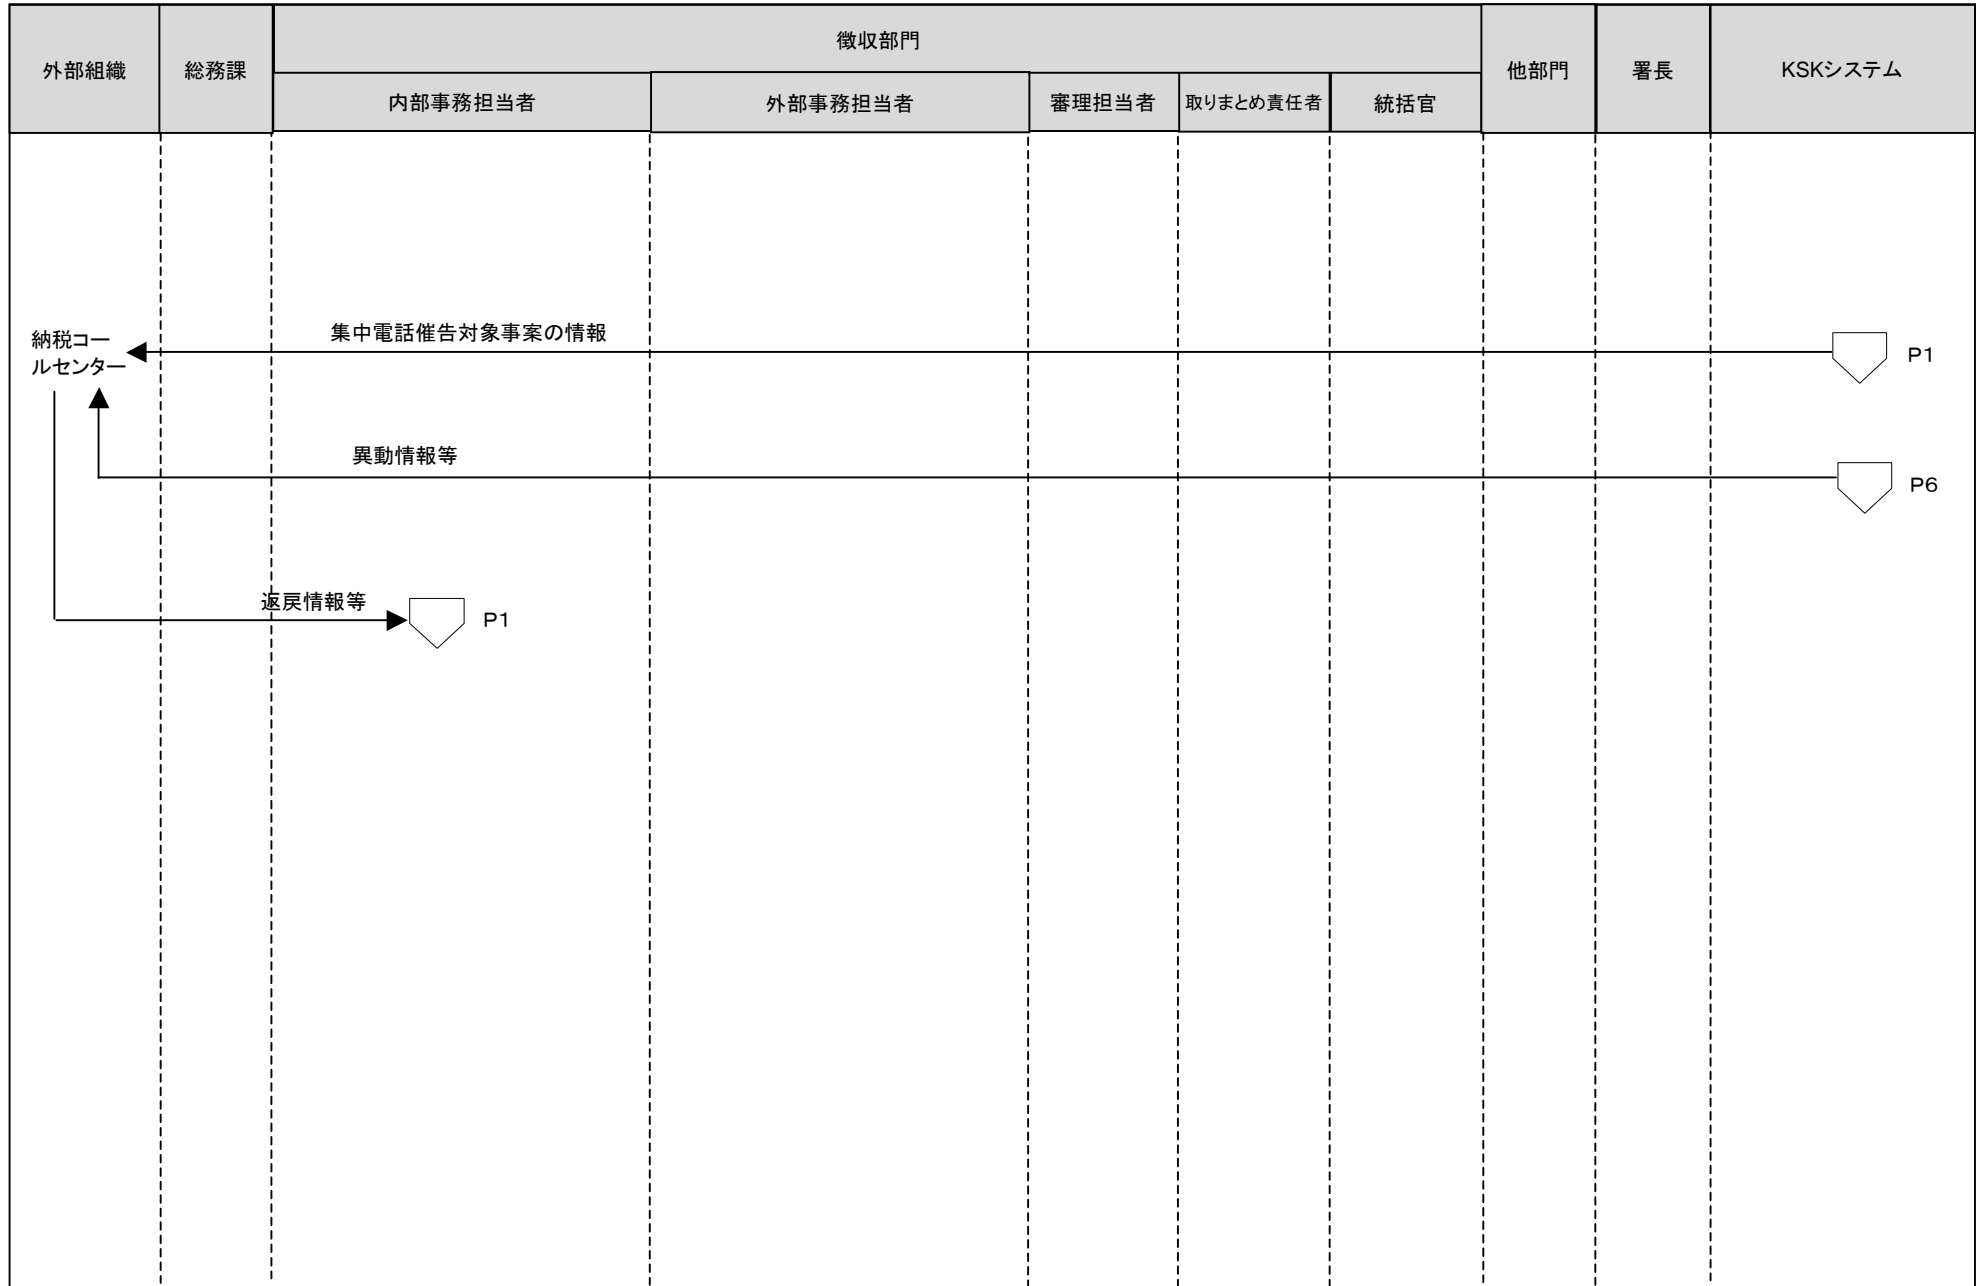 外部組織
総務課
徴収部門
内部事務担当者
外部事務担当者
審理担当者
取りまとめ責任者
統括官
他部門
署長
KSKシステム
納税コー
ルセンター
集中電話催告対象事案の情報
P1
異動情報等
P6
返戻情報等
P1